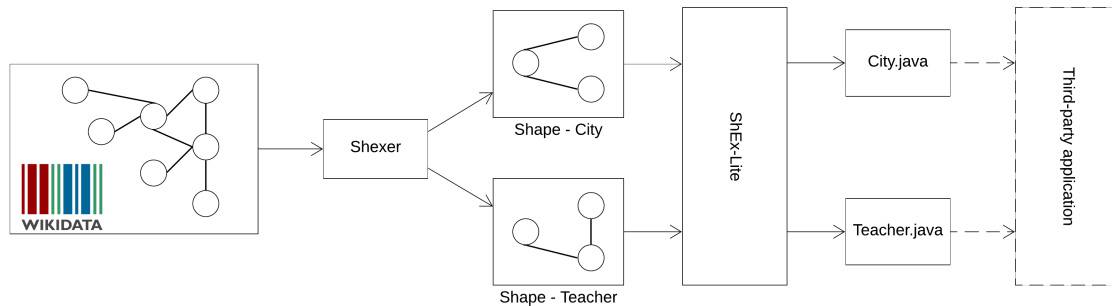 WIKIDATA
Shexer
Shape - City
Shape - Teacher
ShEx-Lite
City.java
Teacher.java
Third-party application